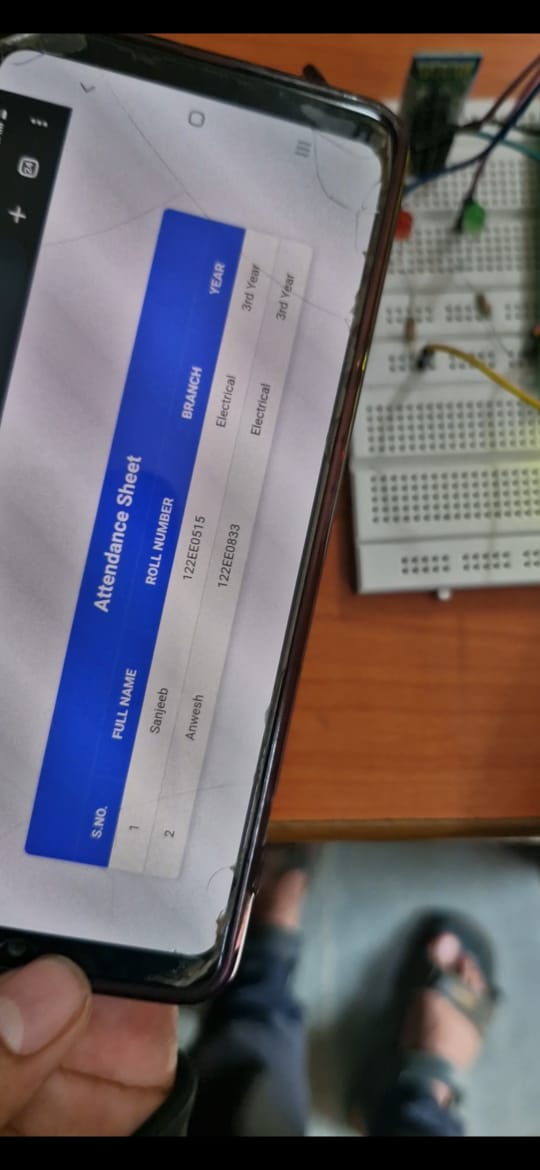 24
Attendance Sheet
S.NO. FULL NAME ROLL NUMBER BRANCH YEAR
1 Sanjeeb 122EE0515 Electrical 3rd Year
2 Anwesh 122EE0833 Electrical 3rd Year